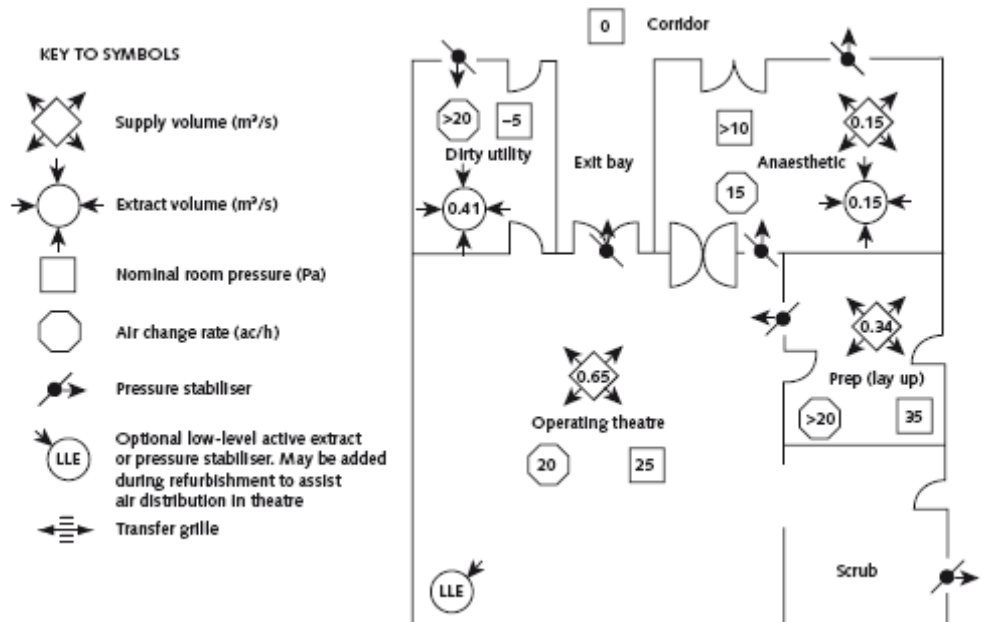 KEY TO SYMBOLS
Supply volume (m³/s)
Extract volume (m³/s)
Nominal room pressure (Pa)
Air change rate (ac/h)
Pressure stabiliser
LLE
Optional low-level active extract
or pressure stabiliser. May be added
during refurbishment to assist
air distribution in theatre
Transfer grille
0
Corridor
>20
–5
Dirty utility
0.41
Exit bay
>10
0.15
Anaesthetic
15
0.15
0.34
Prep (lay up)
>20
35
0.65
Operating theatre
20
25
LLE
Scrub